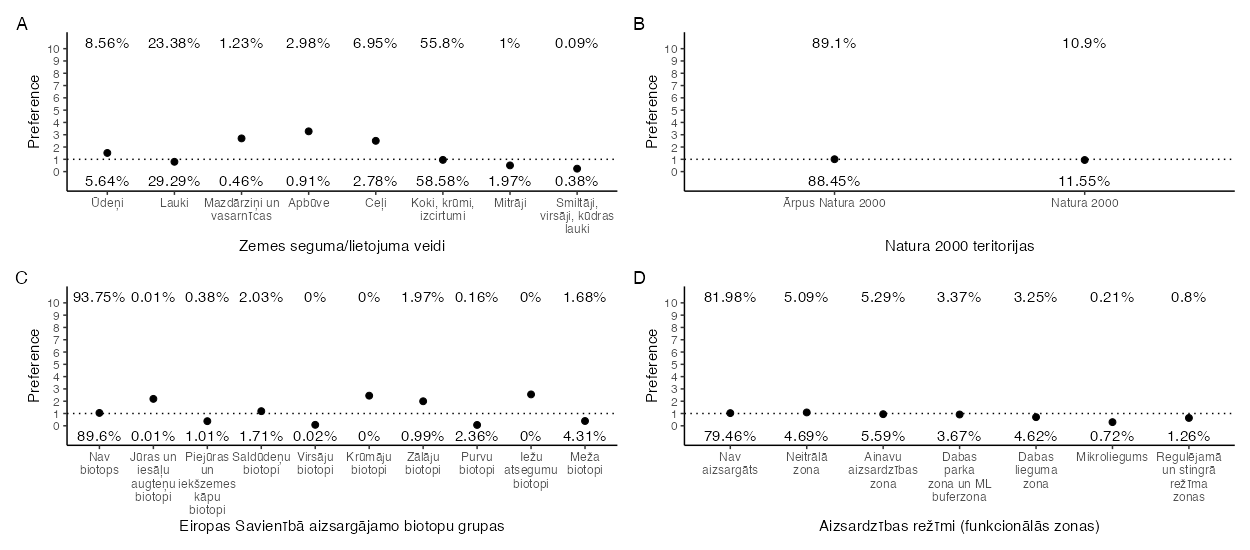 A
8.56% 23.38% 1.23% 2.98% 6.95% 55.8% 1% 0.09%
10
9
8
7
6
5
4
3
2
1
0
Preference
5.64% 29.29% 0.46% 0.91% 2.78% 58.58% 1.97% 0.38%
Ūdeņi Lauki Mazdārziņi un Apbūve Ceļi Koki, krūmi, Mitrāji Smiltāji,
vasarnīcas izcirtumi virsāji, kūdras
lauki
Zemes seguma/lietojuma veidi
B
89.1% 10.9%
10
9
8
7
6
5
4
3
2
1
0
Preference
88.45% 11.55%
Ārpus Natura 2000 Natura 2000
Natura 2000 teritorijas
C
93.75% 0.01% 0.38% 2.03% 0% 0% 1.97% 0.16% 0% 1.68%
10
9
8
7
6
5
4
3
2
1
0
Preference
89.6% 0.01% 1.01% 1.71% 0.02% 0% 0.99% 2.36% 0% 4.31%
Nav Jūras un Piejūras Saldūdeņu Virsāju Krūmāju Zālāju Purvu Iežu Meža
biotops iesāļu un biotopi biotopi biotopi biotopi biotopi atsegumu biotopi
augteņu iekšzemes biotopi
biotopi kāpu
biotopi
Eiropas Savienībā aizsargājamo biotopu grupas
D
81.98% 5.09% 5.29% 3.37% 3.25% 0.21% 0.8%
10
9
8
7
6
5
4
3
2
1
0
Preference
79.46% 4.69% 5.59% 3.67% 4.62% 0.72% 1.26%
Nav Neitrālā Ainavu Dabas Dabas Mikroliegums Regulējamā
aizsargāts zona aizsardzības parka lieguma un stingrā
zona zona un ML zona režīma
buferzona zonas
Aizsardzības režīmi (funkcionālās zonas)